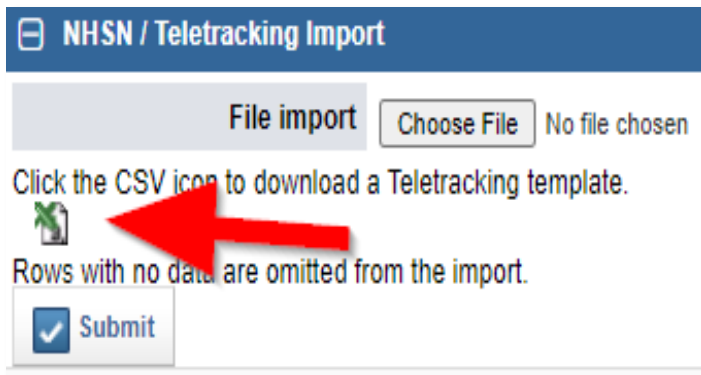 NHSN / Teletracking Import
File import Choose File No file chosen
Click the CSV icon to download a Teletracking template.
Rows with no data are omitted from the import.
Submit